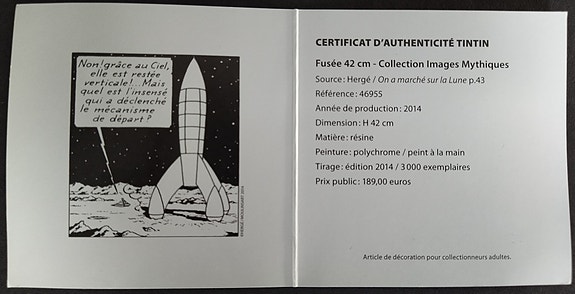 Non! grâce au Ciel,
elle est restée
verticale!... Mais
quel est l'insensé
qui a déclenché
le mécanisme
de départ?
©HERGÉ / MOULINSART 2014
CERTIFICAT D'AUTHENTICITÉ TINTIN
Fusée 42 cm - Collection Images Mythiques
Source : Hergé / On a marché sur la Lune p.43
Référence : 46955
Année de production : 2014
Dimension : H 42 cm
Matière : résine
Peinture : polychrome / peint à la main
Tirage : édition 2014 / 3 000 exemplaires
Prix public : 189,00 euros
Article de décoration pour collectionneurs adultes.